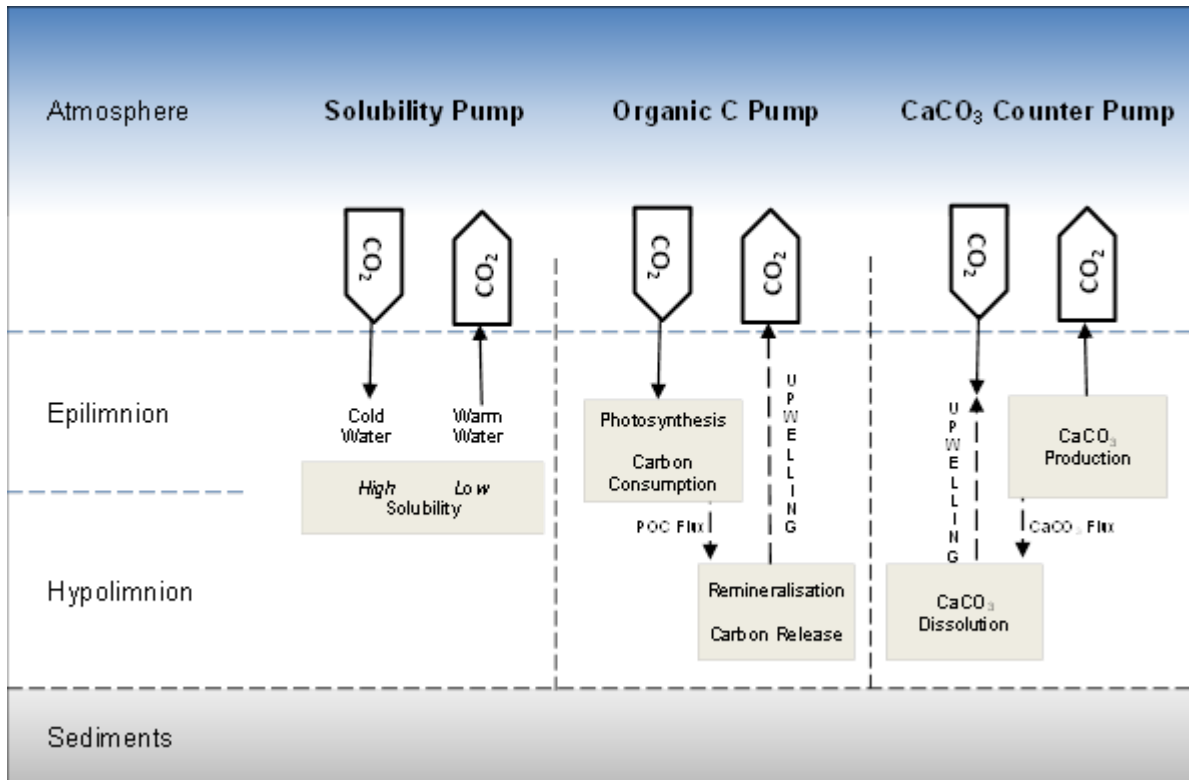 Atmosphere
Solubility Pump
Organic C Pump
CaCO₃ Counter Pump
CO₂
CO₂
CO₂
CO₂
CO₂
CO₂
Epilimnion
Cold
Water
Warm
Water
High Low
Solubility
Photosynthesis
Carbon
Consumption
POC Flux
UPWELLING
Remineralisation
Carbon Release
UPWELLING
CaCO₃
Production
CaCO₃ Flux
CaCO₃
Dissolution
Hypolimnion
Sediments